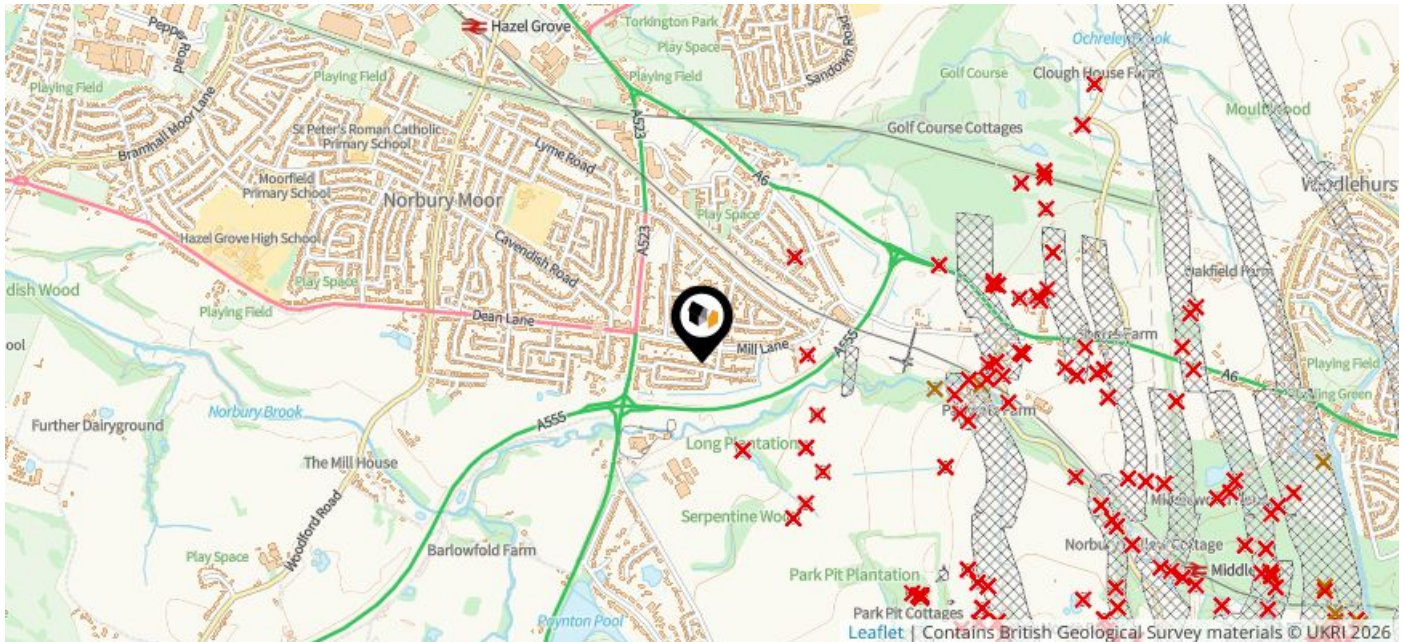 Pepper
Road
Hazel Grove
Torkington Park
Play Space
Sandown Road
Ochreley Brook
Golf Course
Clough House Farm
Playing Field
Playing Field
Playing Field
Bramhall Moor Lane
St Peter's Roman Catholic
Primary School
A523
Golf Course Cottages
Lyme Road
Moorfield
Primary School
A6
Norbury Moor
Play Space
Hazel Grove High School
Cavendish Road
A523
Play Space
Oakfield Farm
dish Wood
Playing Field
Dean Lane
Mill Lane
A555
A6
ool
Playing Field
Norbury Brook
Further Dairyground
A555
Long Plantation
The Mill House
Woodford Road
Serpentine Wood
Barlowfold Farm
Play Space
Park Pit Plantation
Park Pit Cottages
Poynton Pool
Leaflet | Contains British Geological Survey materials © UKRI 2026